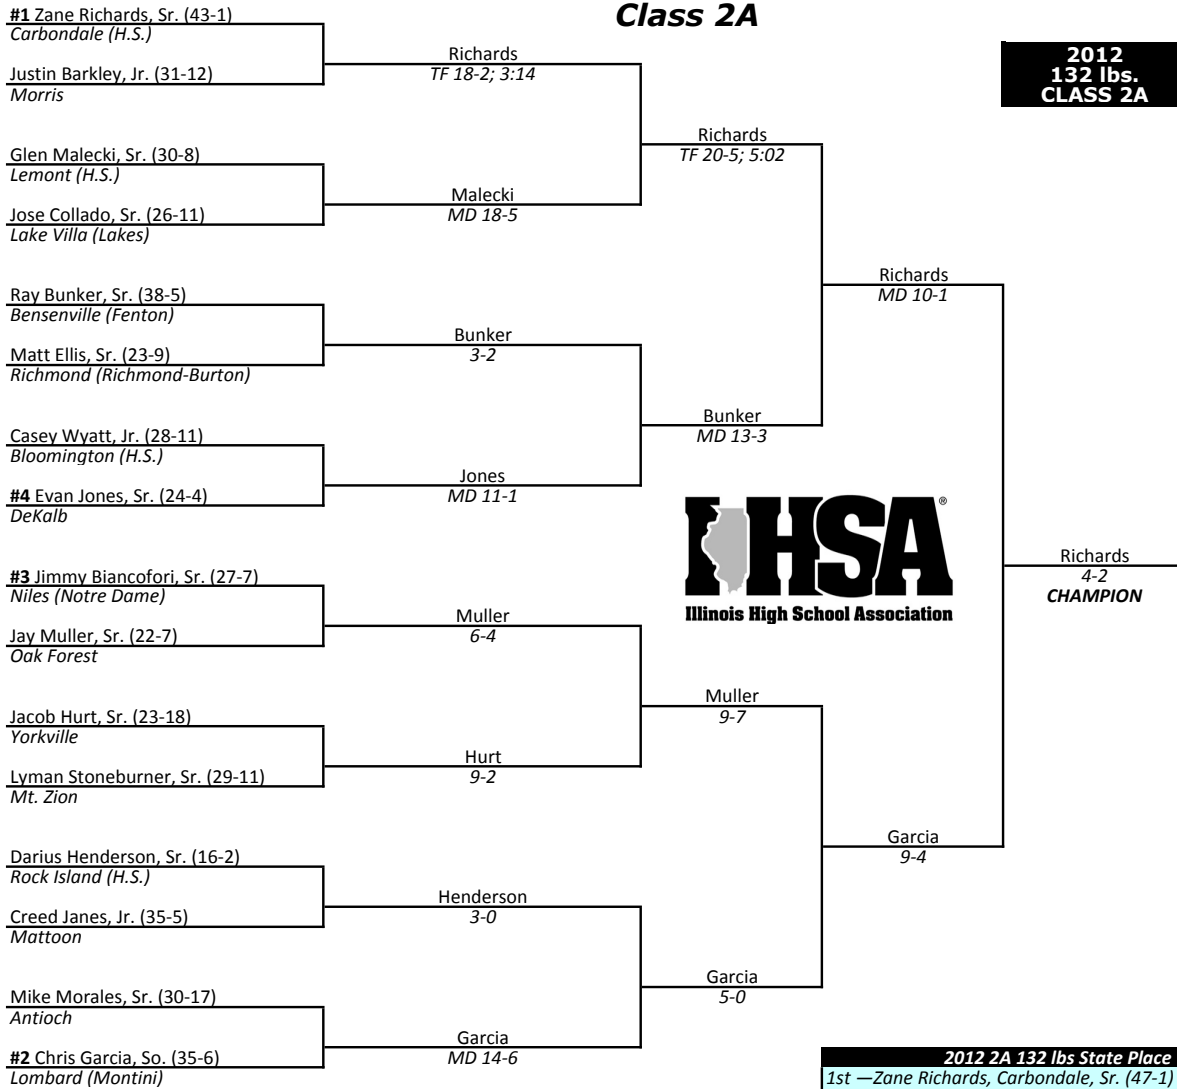 Class 2A
2012
132 lbs.
CLASS 2A
#1 Zane Richards, Sr. (43-1)
Carbondale (H.S.)
Justin Barkley, Jr. (31-12)
Morris
Glen Malecki, Sr. (30-8)
Lemont (H.S.)
Jose Collado, Sr. (26-11)
Lake Villa (Lakes)
Ray Bunker, Sr. (38-5)
Bensenville (Fenton)
Matt Ellis, Sr. (23-9)
Richmond (Richmond-Burton)
Casey Wyatt, Jr. (28-11)
Bloomington (H.S.)
#4 Evan Jones, Sr. (24-4)
DeKalb
#3 Jimmy Biancofori, Sr. (27-7)
Niles (Notre Dame)
Jay Muller, Sr. (22-7)
Oak Forest
Jacob Hurt, Sr. (23-18)
Yorkville
Lyman Stoneburner, Sr. (29-11)
Mt. Zion
Darius Henderson, Sr. (16-2)
Rock Island (H.S.)
Creed Janes, Jr. (35-5)
Mattoon
Mike Morales, Sr. (30-17)
Antioch
#2 Chris Garcia, So. (35-6)
Lombard (Montini)
Richards
TF 18-2; 3:14
Malecki
MD 18-5
Bunker
3-2
Jones
MD 11-1
Muller
6-4
Hurt
9-2
Henderson
3-0
Garcia
MD 14-6
Richards
TF 20-5; 5:02
Bunker
MD 13-3
Muller
9-7
Garcia
5-0
Richards
MD 10-1
Garcia
9-4
IHSA®
Illinois High School Association
Richards
4-2
CHAMPION
2012 2A 132 lbs State Place
1st —Zane Richards, Carbondale, Sr. (47-1)